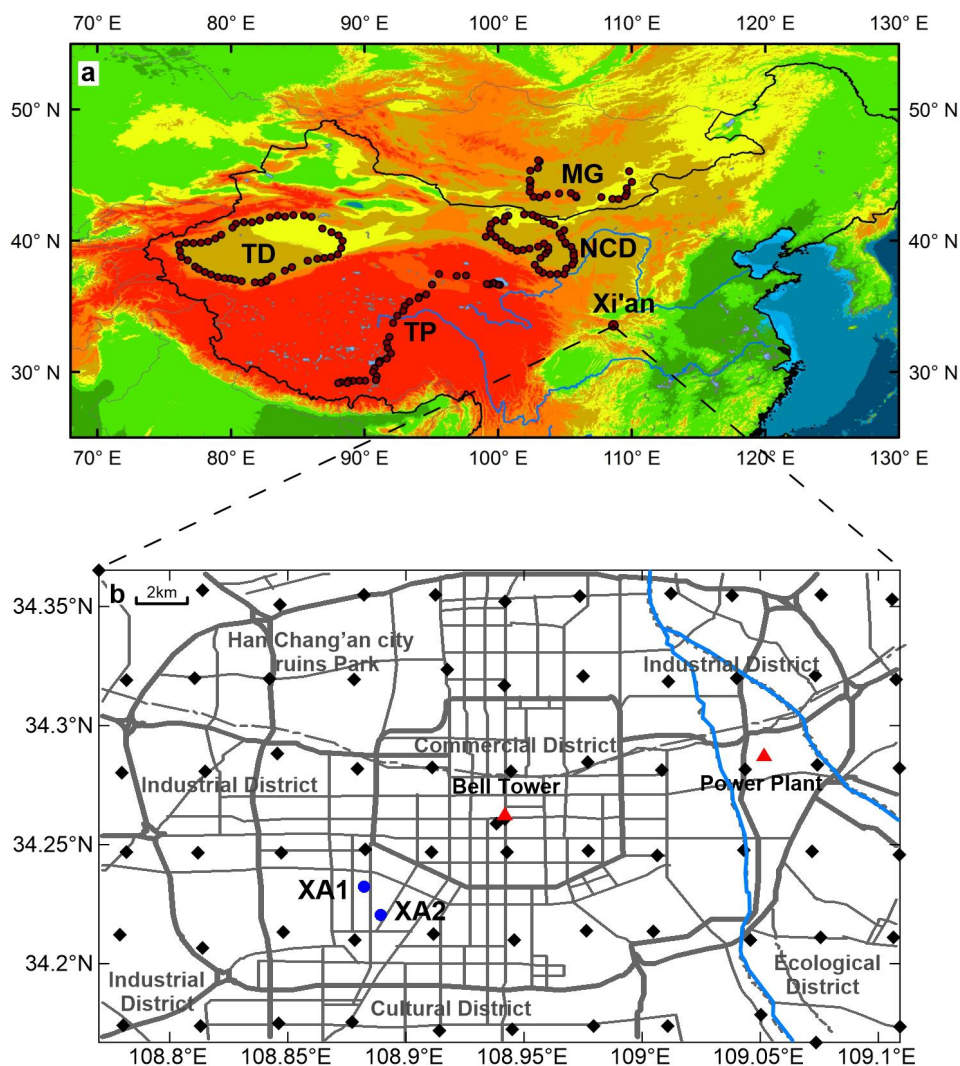 70° E 80° E 90° E 100° E 110° E 120° E 130° E
a
50° N 50° N
MG
40° N 40° N
TD NCD
Xi'an
TP
30° N 30° N
70° E 80° E 90° E 100° E 110° E 120° E 130° E
b
2km
34.35°N
Han Chang'an city
ruins Park
Industrial District
34.3°N
Commercial District
Industrial District
Bell Tower
Power Plant
34.25°N
XA1
XA2
34.2°N
Industrial
District
Ecological
District
Cultural District
108.8°E 108.85°E 108.9°E 108.95°E 109°E 109.05°E 109.1°E